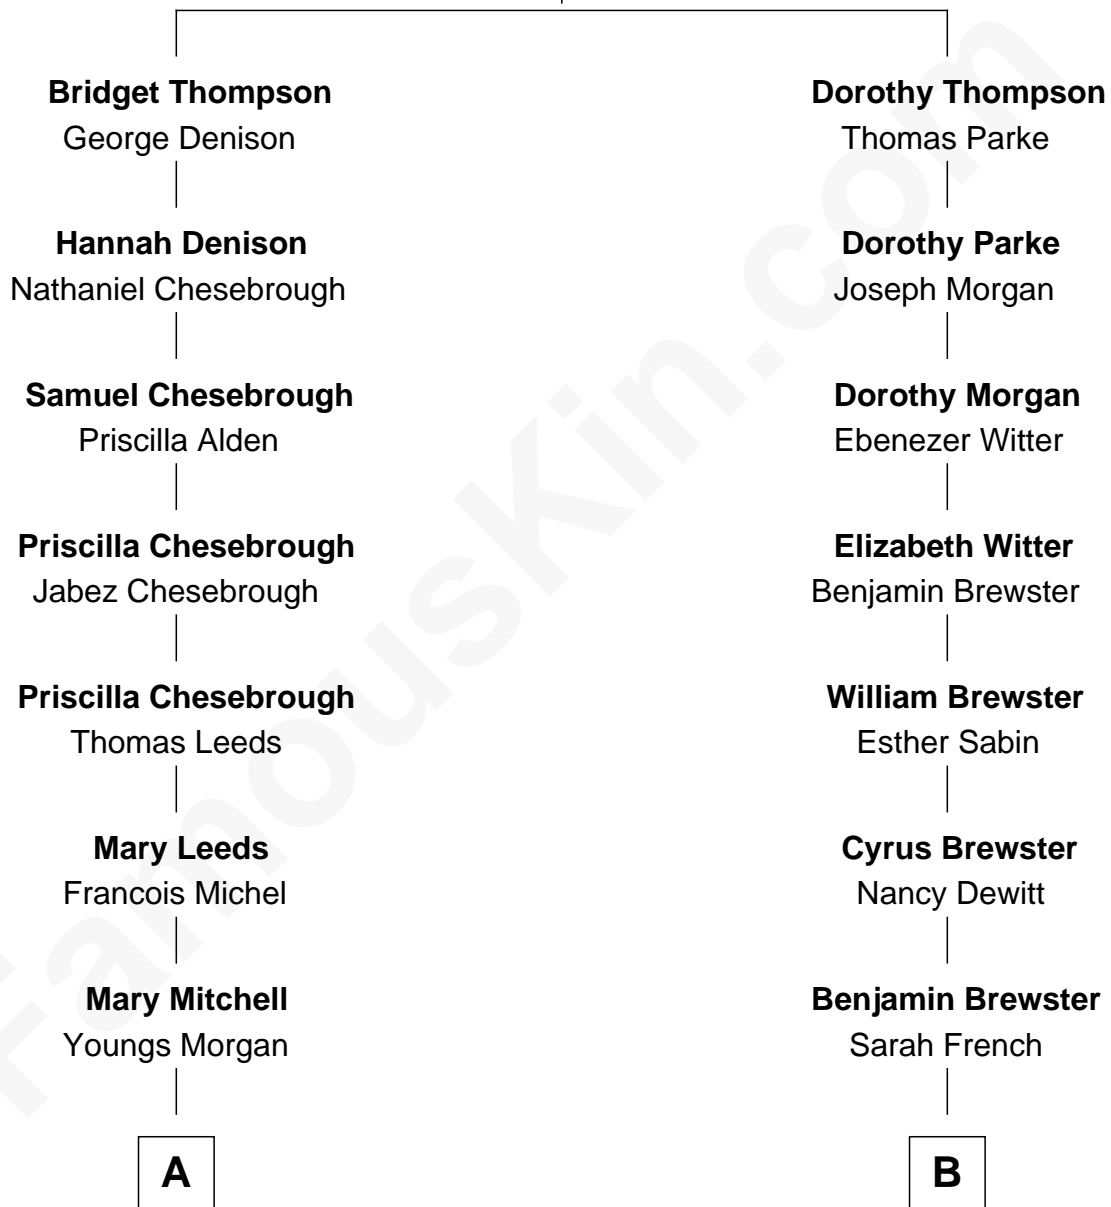 Bridget Thompson
George Denison
Hannah Denison
Nathaniel Chesebrough
Samuel Chesebrough
Priscilla Alden
Priscilla Chesebrough
Jabez Chesebrough
Priscilla Chesebrough
Thomas Leeds
Mary Leeds
Francois Michel
Mary Mitchell
Youngs Morgan
A
Dorothy Thompson
Thomas Parke
Dorothy Parke
Joseph Morgan
Dorothy Morgan
Ebenezer Witter
Elizabeth Witter
Benjamin Brewster
William Brewster
Esther Sabin
Cyrus Brewster
Nancy Dewitt
Benjamin Brewster
Sarah French
B
FamousKin.com